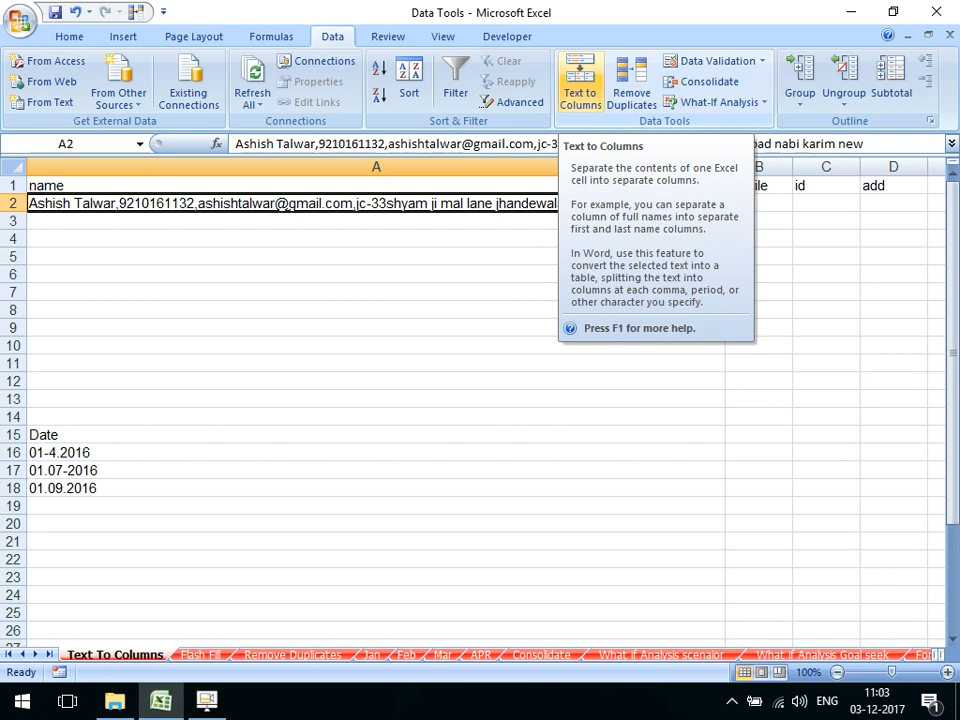 Data Tools - Microsoft Excel
Home Insert Page Layout Formulas Data Review View Developer
From Access
From Web
From Text
From Other Sources
Existing Connections
Get External Data
Refresh All
Connections
Properties
Edit Links
Connections
Sort
Filter
Clear
Reapply
Advanced
Sort & Filter
Text to Columns
Remove Duplicates
Data Validation
Consolidate
What-If Analysis
Data Tools
Group
Ungroup
Subtotal
Outline
A2 fx Ashish Talwar,9210161132,ashishtalwar@gmail.com,jc-3 nabi karim new
Text to Columns
Separate the contents of one Excel
cell into separate columns.
For example, you can separate a
column of full names into separate
first and last name columns.
In Word, use this feature to
convert the selected text into a
table, splitting the text into
columns at each comma, period, or
other character you specify.
Press F1 for more help.
A B C D
1 name id add
2 Ashish Talwar,9210161132,ashishtalwar@gmail.com,jc-33shyam ji mal lane
3
4
5
6
7
8
9
10
11
12
13
14
15 Date
16 01-4.2016
17 01.07-2016
18 01.09.2016
19
20
21
22
23
24
25
26
Text To Columns Flash Fill Remove Duplicates Jan Feb Mar APR Consolidate What if Analysis scenaior What if Analysis Goal seek
Ready 100%
ENG 11:03
03-12-2017
1